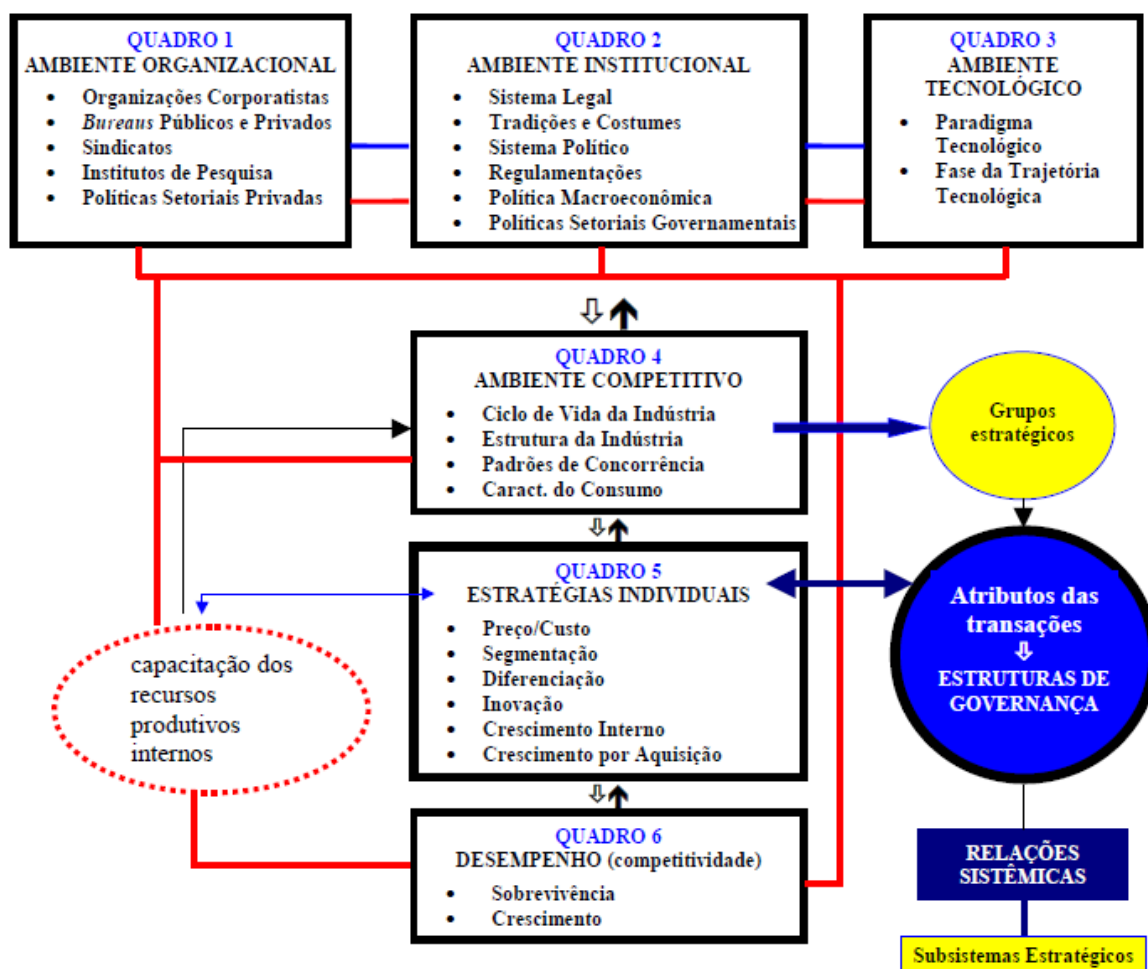 QUADRO 1
AMBIENTE ORGANIZACIONAL
• Organizações Corporatistas
• Bureaus Públicos e Privados
• Sindicatos
• Institutos de Pesquisa
• Políticas Setoriais Privadas
QUADRO 2
AMBIENTE INSTITUCIONAL
• Sistema Legal
• Tradições e Costumes
• Sistema Político
• Regulamentações
• Política Macroeconômica
• Políticas Setoriais Governamentais
QUADRO 3
AMBIENTE
TECNOLÓGICO
• Paradigma
Tecnológico
• Fase da Trajetória
Tecnológica
QUADRO 4
AMBIENTE COMPETITIVO
• Ciclo de Vida da Indústria
• Estrutura da Indústria
• Padrões de Concorrência
• Caract. do Consumo
Grupos
estratégicos
QUADRO 5
ESTRATÉGIAS INDIVIDUAIS
• Preço/Custo
• Segmentação
• Diferenciação
• Inovação
• Crescimento Interno
• Crescimento por Aquisição
Atributos das
transações
ESTRUTURAS DE
GOVERNANÇA
capacitação dos
recursos
produtivos
internos
QUADRO 6
DESEMPENHO (competitividade)
• Sobrevivência
• Crescimento
RELAÇÕES
SISTÊMICAS
Subsistemas Estratégicos